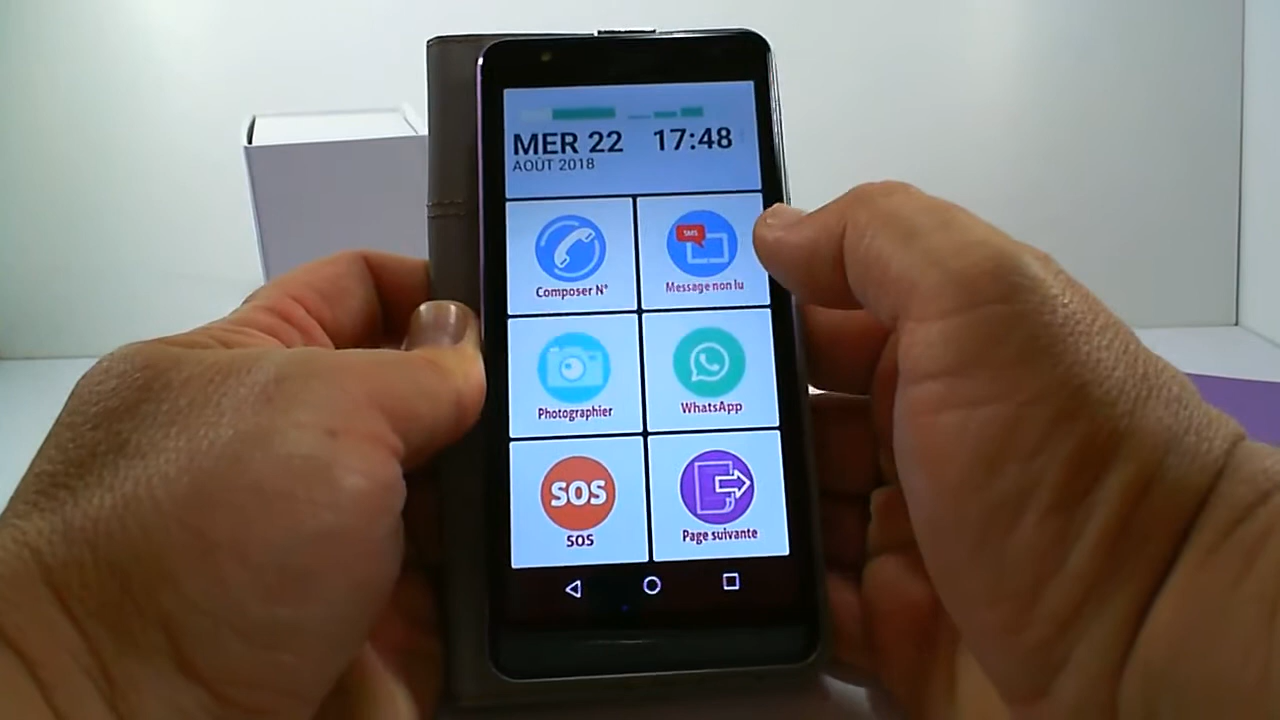 MER 22 17:48
AOÛT 2018
SMS
Composer N°
Message non lu
Photographier
WhatsApp
SOS
SOS
Page suivante